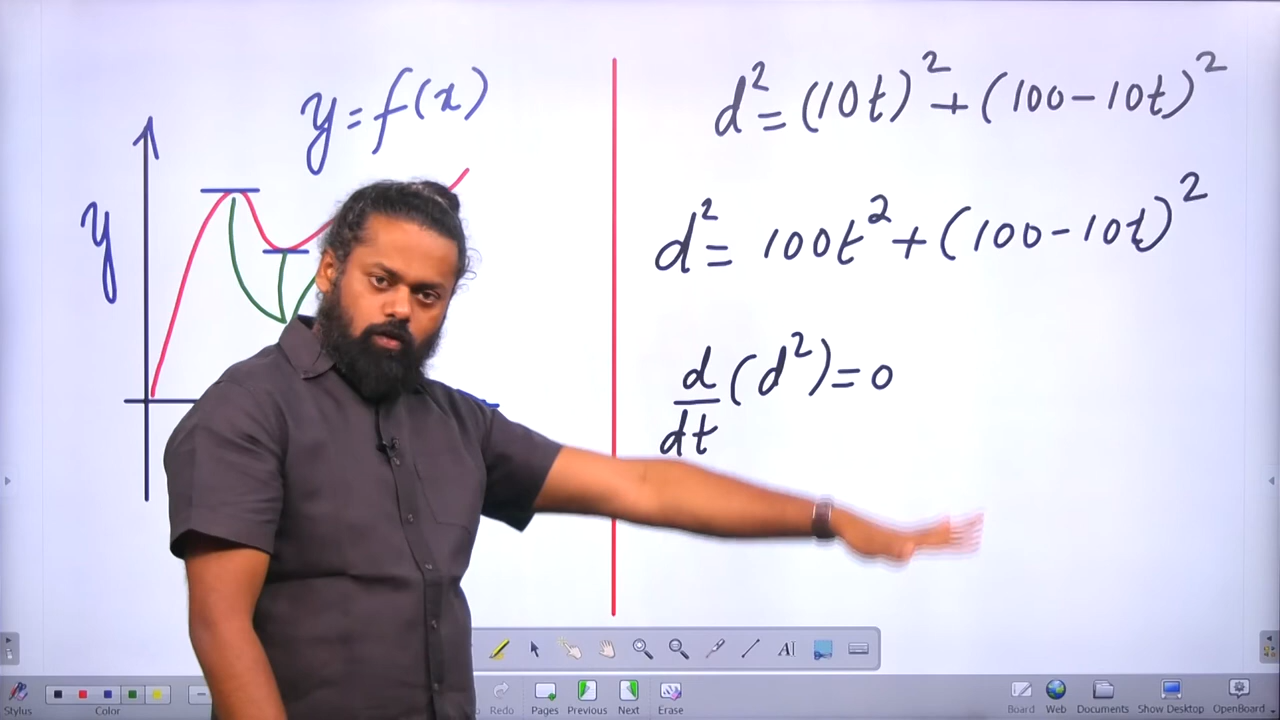 y = f(x)
y
d² = (10t)² + (100 - 10t)²
d² = 100t² + (100 - 10t)²
d/dt (d²) = 0
Stylus
Color
Redo
Pages
Previous
Next
Erase
Board
Web
Documents
Show Desktop
OpenBoard